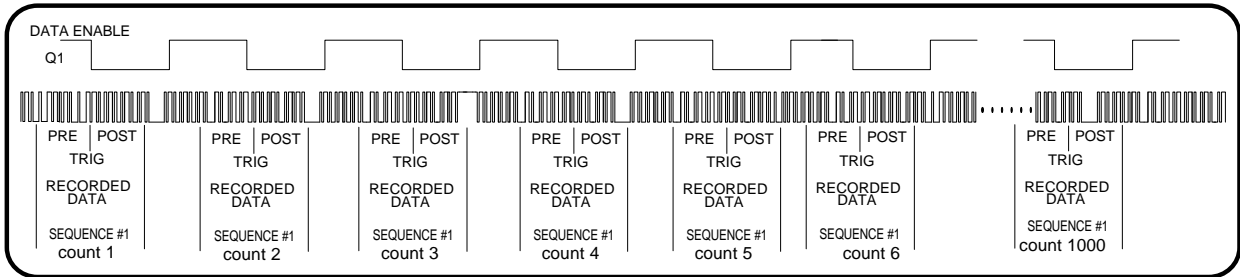 DATA ENABLE
Q1
PRE POST PRE POST PRE POST PRE POST PRE POST PRE POST PRE POST
TRIG TRIG TRIG TRIG TRIG TRIG TRIG
RECORDED RECORDED RECORDED RECORDED RECORDED RECORDED RECORDED
DATA DATA DATA DATA DATA DATA DATA
SEQUENCE #1 SEQUENCE #1 SEQUENCE #1 SEQUENCE #1 SEQUENCE #1 SEQUENCE #1 SEQUENCE #1
count 1 count 2 count 3 count 4 count 5 count 6 count 1000